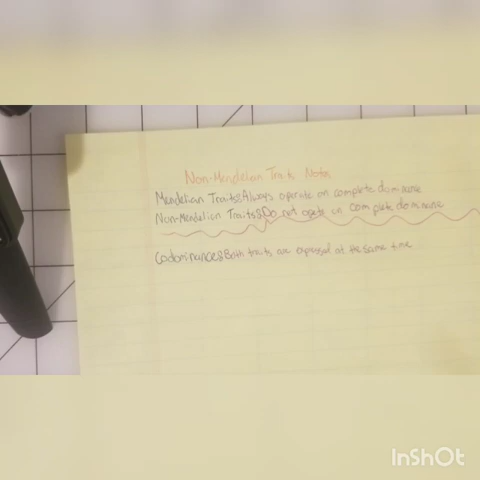 Non-Mendelian Traits Notes
Mendelian Traits: Always operate on complete dominance
Non-Mendelian Traits: Do not operate on complete dominance
Codominance: Both traits are expressed at the same time
InShOt